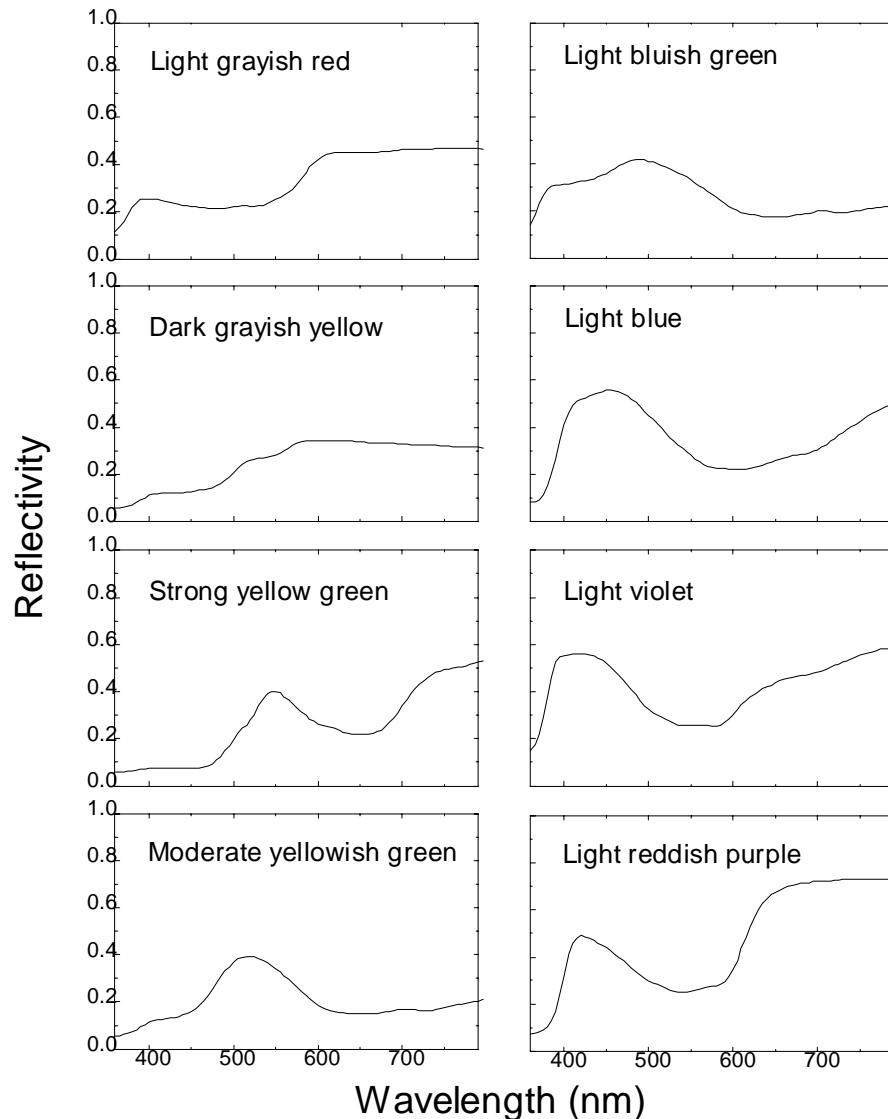 Reflectivity
1.0
0.8
0.6
0.4
0.2
0.0
Light grayish red
Light bluish green
1.0
0.8
0.6
0.4
0.2
0.0
Dark grayish yellow
Light blue
1.0
0.8
0.6
0.4
0.2
0.0
Strong yellow green
Light violet
1.0
0.8
0.6
0.4
0.2
0.0
Moderate yellowish green
Light reddish purple
400 500 600 700
400 500 600 700
Wavelength (nm)